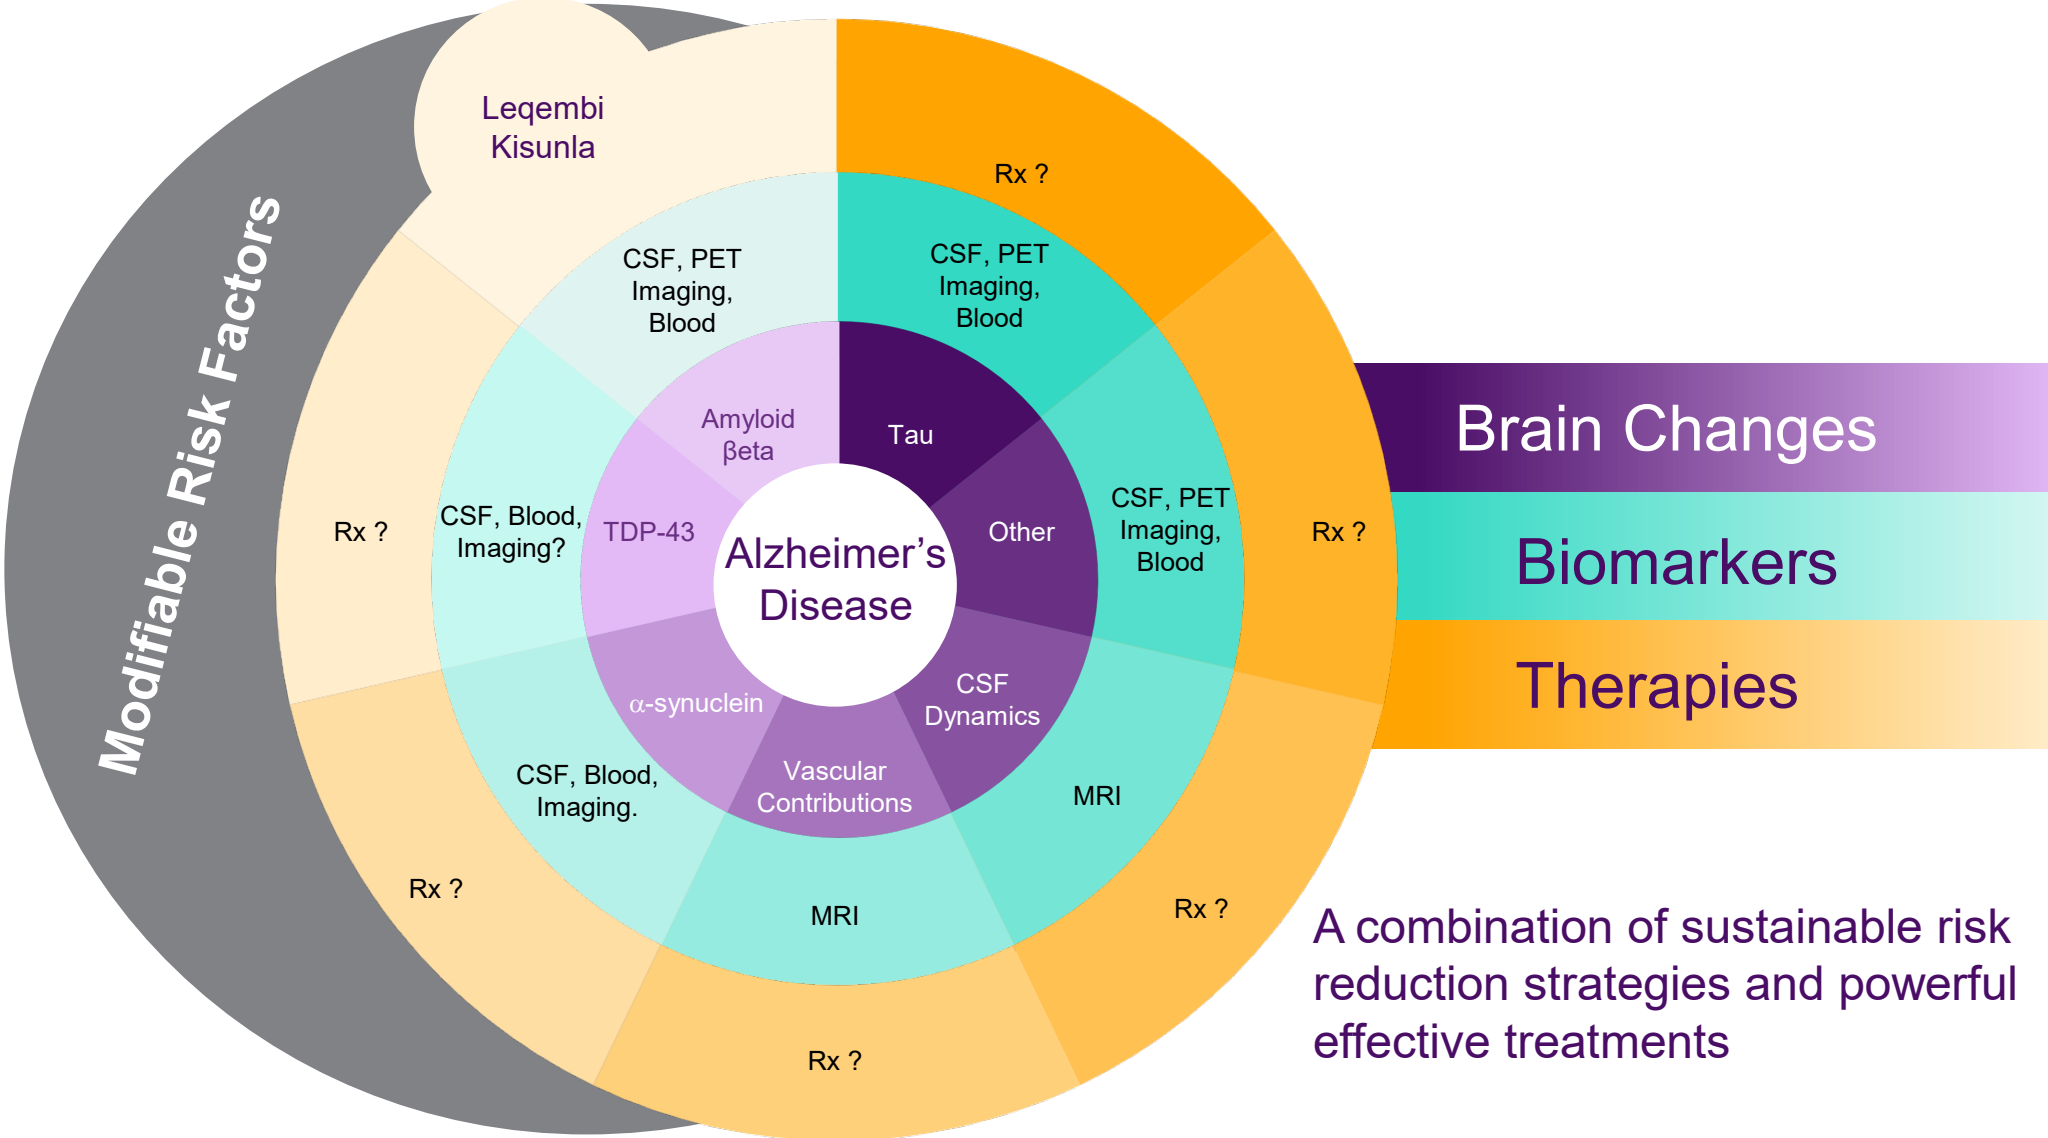 Leqembi
Kisunla
Rx ?
CSF, PET
Imaging,
Blood
CSF, PET
Imaging,
Blood
Modifiable Risk Factors
Amyloid
βeta
Tau
Rx ?
CSF, Blood,
Imaging?
TDP-43
Alzheimer’s
Disease
Other
CSF, PET
Imaging,
Blood
Rx ?
Brain Changes
Biomarkers
Therapies
α-synuclein
CSF
Dynamics
Vascular
Contributions
CSF, Blood,
Imaging.
MRI
MRI
Rx ?
Rx ?
Rx ?
A combination of sustainable risk
reduction strategies and powerful
effective treatments